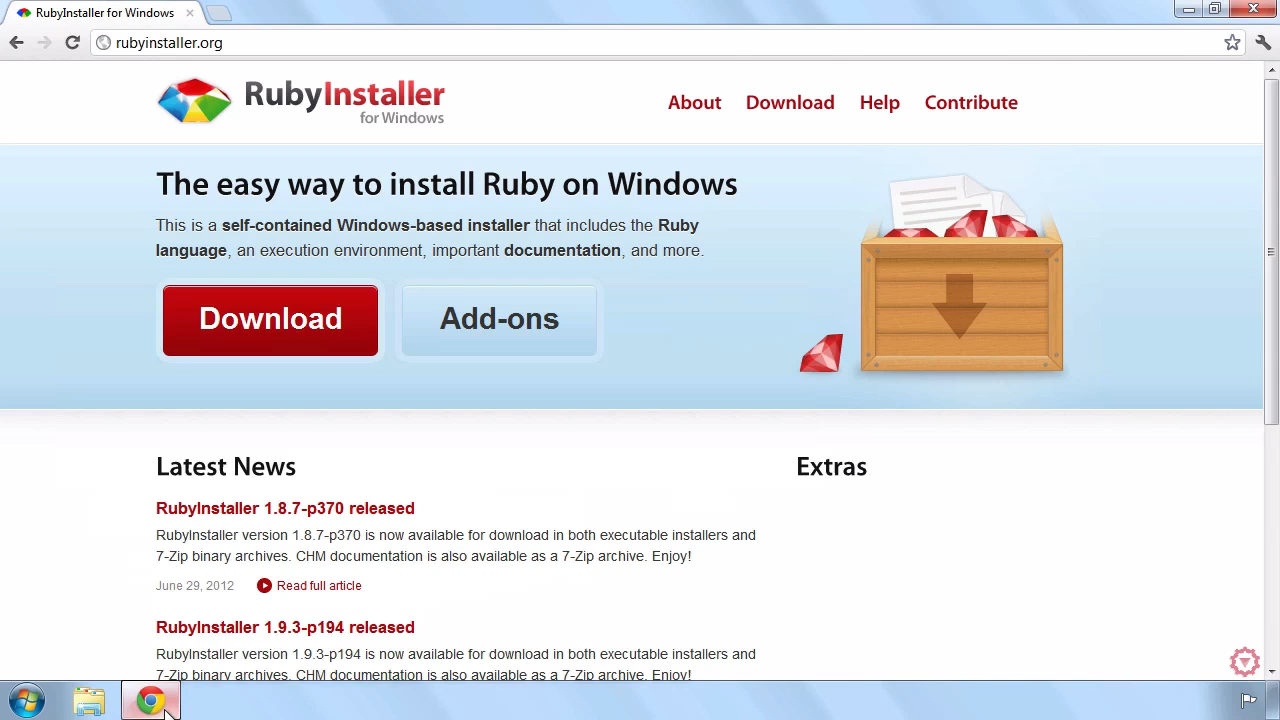 RubyInstaller for Windows
rubyinstaller.org
RubyInstaller
for Windows
About Download Help Contribute
The easy way to install Ruby on Windows
This is a self-contained Windows-based installer that includes the Ruby
language, an execution environment, important documentation, and more.
Download Add-ons
Latest News
Extras
RubyInstaller 1.8.7-p370 released
RubyInstaller version 1.8.7-p370 is now available for download in both executable installers and
7-Zip binary archives. CHM documentation is also available as a 7-Zip archive. Enjoy!
June 29, 2012 Read full article
RubyInstaller 1.9.3-p194 released
RubyInstaller version 1.9.3-p194 is now available for download in both executable installers and
7-Zip binary archives. CHM documentation is also available as a 7-Zip archive. Enjoy!